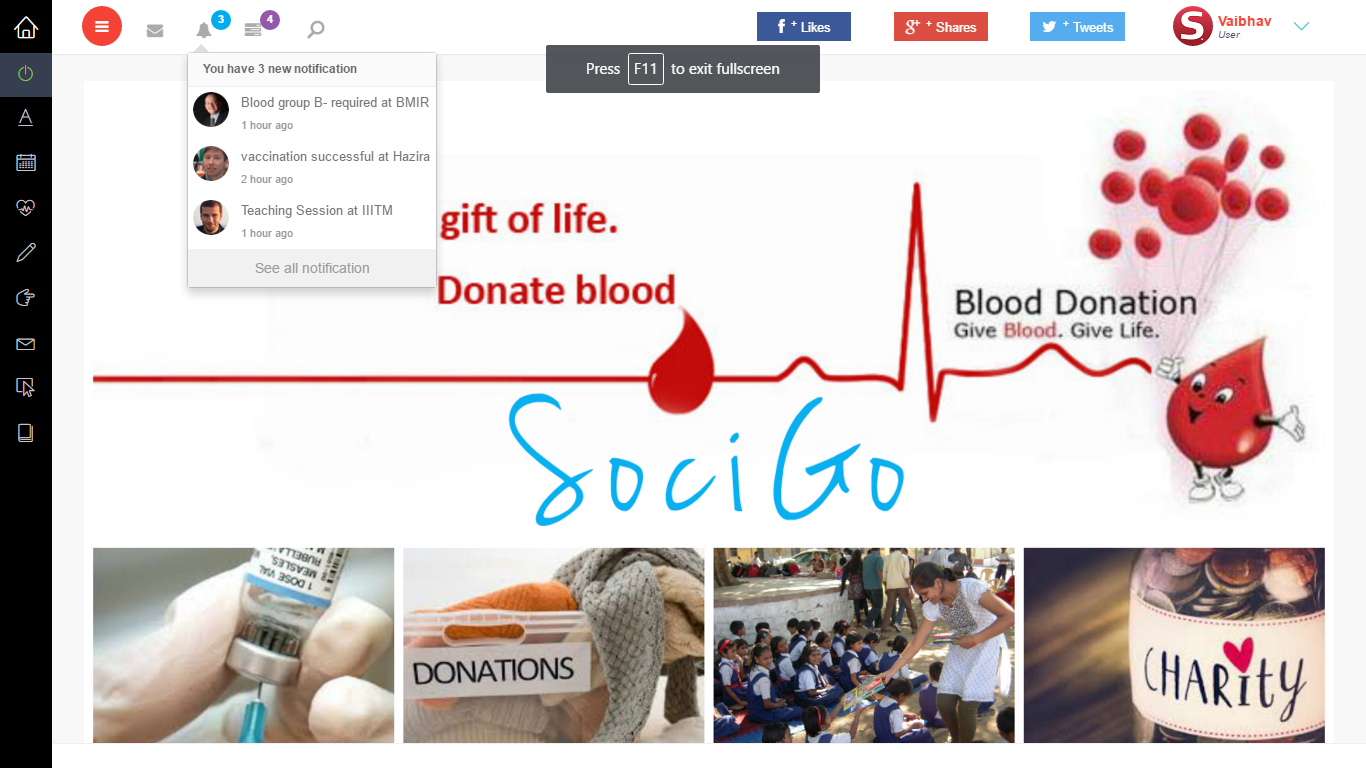 3
4
+ Likes
+ Shares
+ Tweets
S
Vaibhav
User
You have 3 new notification
Press F11 to exit fullscreen
Blood group B- required at BMIR
1 hour ago
vaccination successful at Hazira
2 hour ago
Teaching Session at IIITM
1 hour ago
See all notification
gift of life.
Donate blood
Blood Donation
Give Blood. Give Life.
SociGo
1 DOSE VIAL
MEASLES,
RUBELLA
DONATIONS
CHARITY